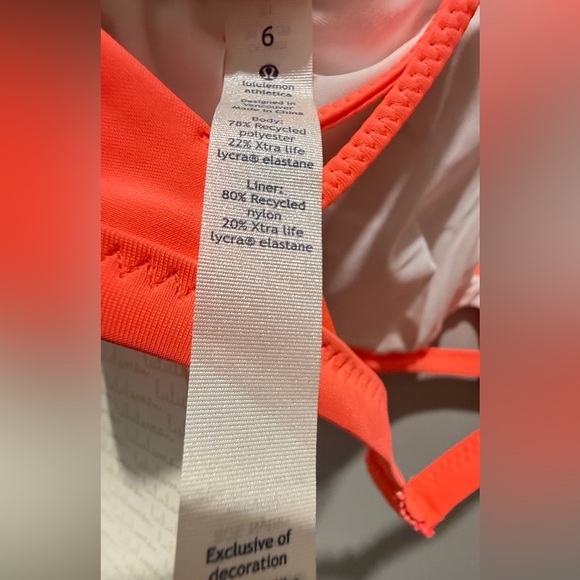 6
lululemon
athletica
Designed in
Vancouver
Made in China
Body:
78% Recycled
polyester
22% Xtra life
lycra® elastane
Liner:
80% Recycled
nylon
20% Xtra life
lycra® elastane
Exclusive of
decoration